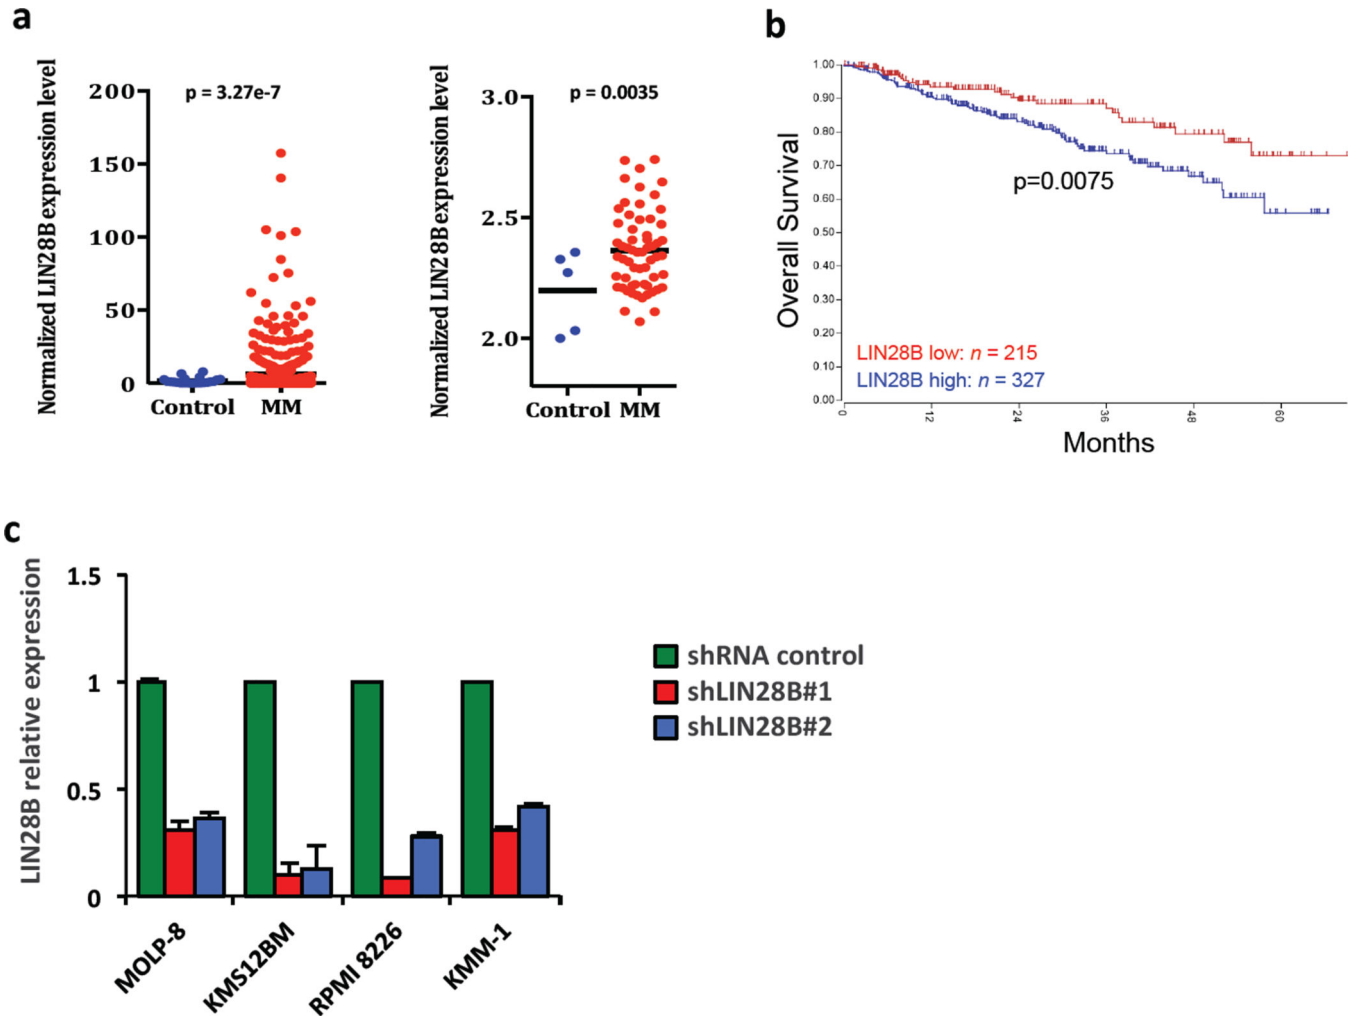 a
Normalized LIN28B expression level
p = 3.27e-7
200
150
100
50
0
Control MM
Normalized LIN28B expression level
p = 0.0035
3.0
2.5
2.0
Control MM
b
Overall Survival
1.00
0.90
0.80
0.70
0.60
0.50
0.40
0.30
0.20
0.10
0.00
p=0.0075
LIN28B low: n = 215
LIN28B high: n = 327
0 12 24 36 48 60
Months
c
LIN28B relative expression
1.5
1
0.5
0
MOLP-8 KMS12BM RPMI 8226 KMM-1
shRNA control
shLIN28B#1
shLIN28B#2